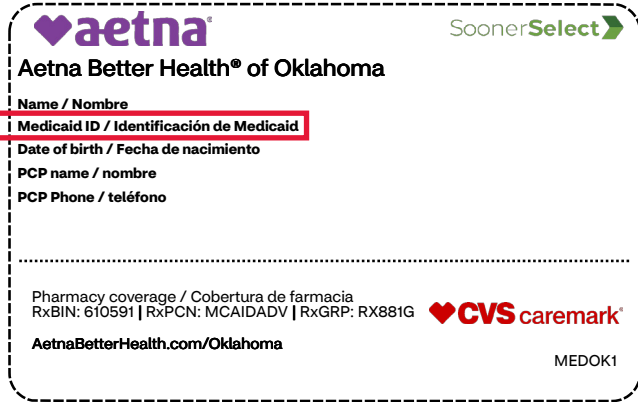 aetna®
SoonerSelect
Aetna Better Health® of Oklahoma
Name / Nombre
Medicaid ID / Identificación de Medicaid
Date of birth / Fecha de nacimiento
PCP name / nombre
PCP Phone / teléfono
Pharmacy coverage / Cobertura de farmacia
RxBIN: 610591 | RxPCN: MCAIDADV | RxGRP: RX881G
CVS caremark®
AetnaBetterHealth.com/Oklahoma
MEDOK1